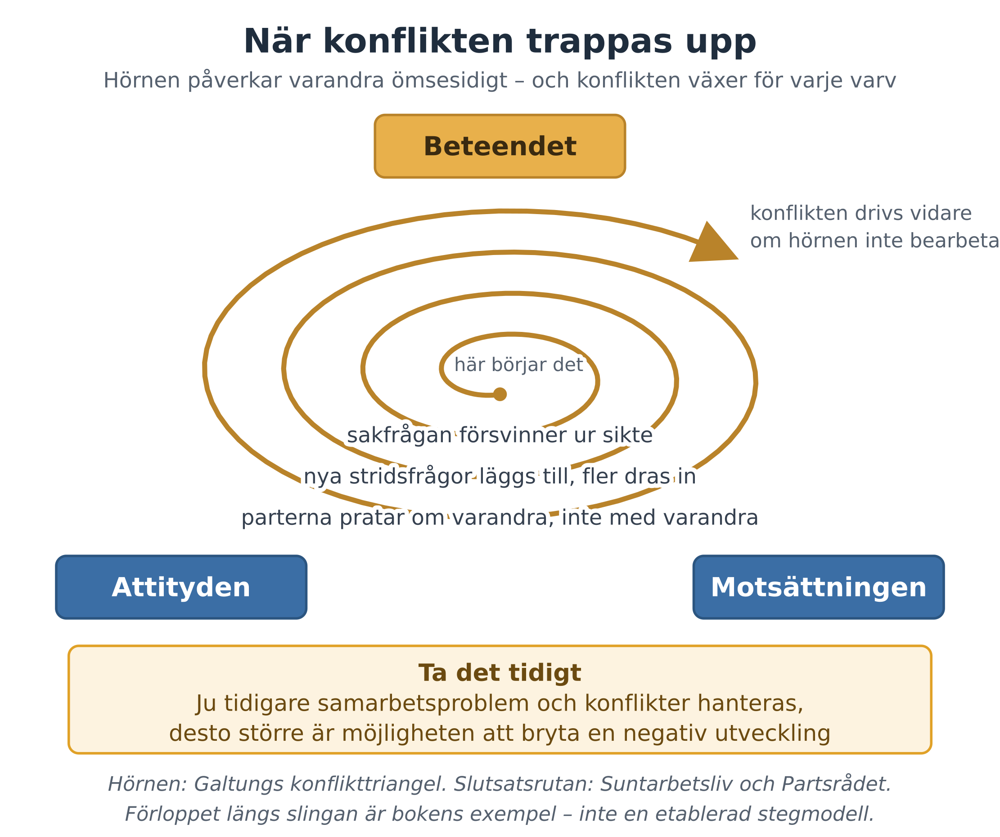 När konflikten trappas upp
Hörnen påverkar varandra ömsesidigt – och konflikten växer för varje varv
Beteendet
konflikten drivs vidare
om hörnen inte bearbeta
här börjar det
sakfrågan försvinner ur sikte
nya stridsfrågor läggs till, fler dras in
parterna pratar om varandra, inte med varandra
Attityden
Motsättningen
Ta det tidigt
Ju tidigare samarbetsproblem och konflikter hanteras,
desto större är möjligheten att bryta en negativ utveckling
Hörnen: Galtungs konflikttriangel. Slutsatsrutan: Suntarbetsliv och Partsrådet.
Förloppet längs slingan är bokens exempel – inte en etablerad stegmodell.